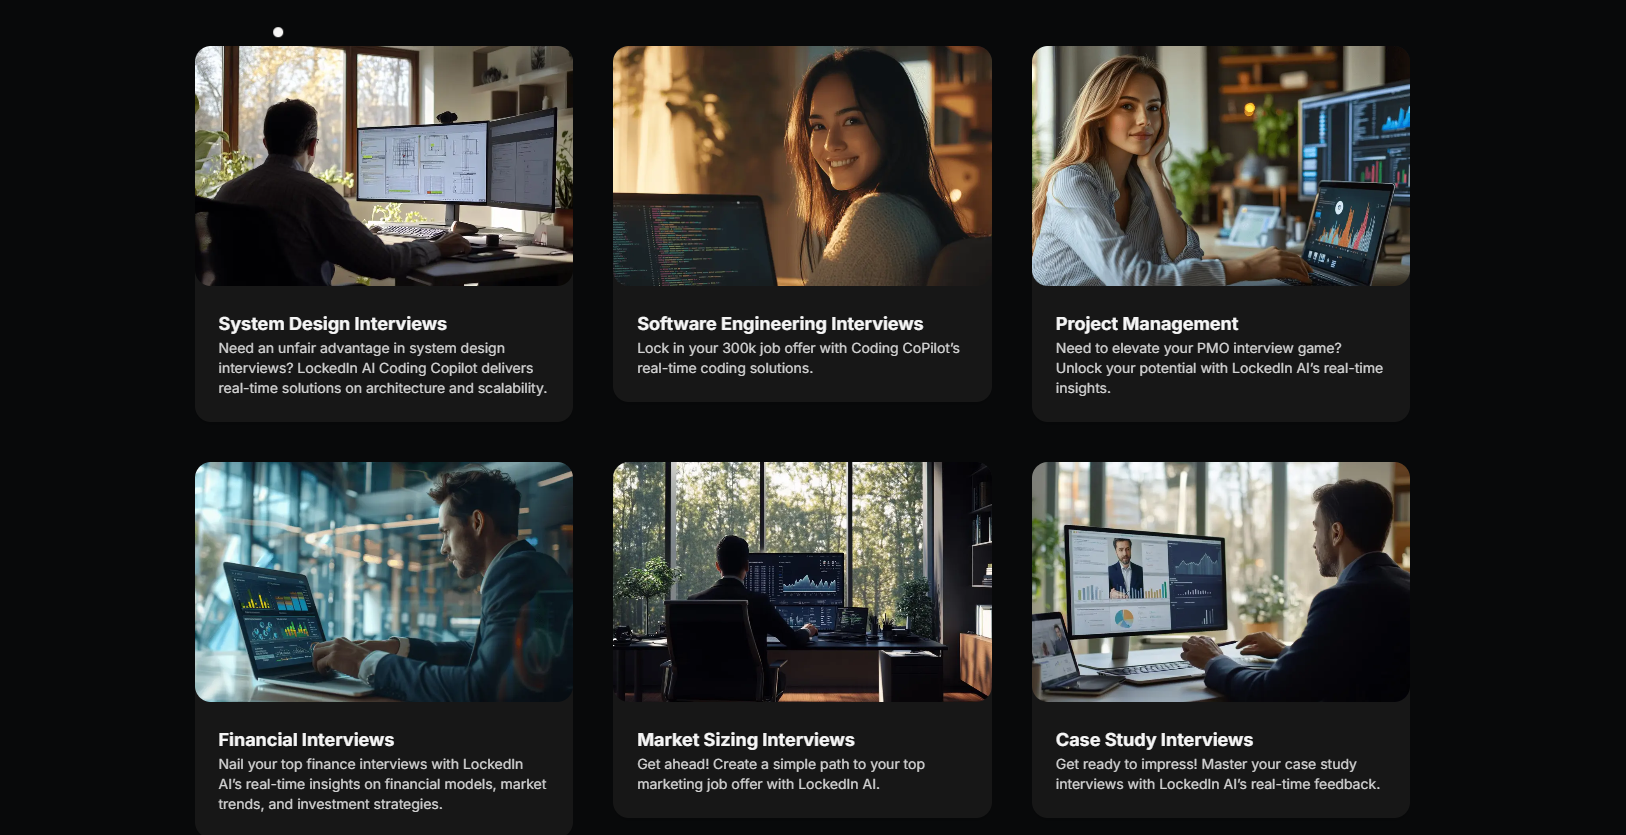 System Design Interviews
Need an unfair advantage in system design
interviews? LockedIn AI Coding Copilot delivers
real-time solutions on architecture and scalability.
Software Engineering Interviews
Lock in your 300k job offer with Coding CoPilot’s
real-time coding solutions.
Project Management
Need to elevate your PMO interview game?
Unlock your potential with LockedIn AI’s real-time
insights.
Financial Interviews
Nail your top finance interviews with LockedIn
AI’s real-time insights on financial models, market
trends, and investment strategies.
Market Sizing Interviews
Get ahead! Create a simple path to your top
marketing job offer with LockedIn AI.
Case Study Interviews
Get ready to impress! Master your case study
interviews with LockedIn AI’s real-time feedback.